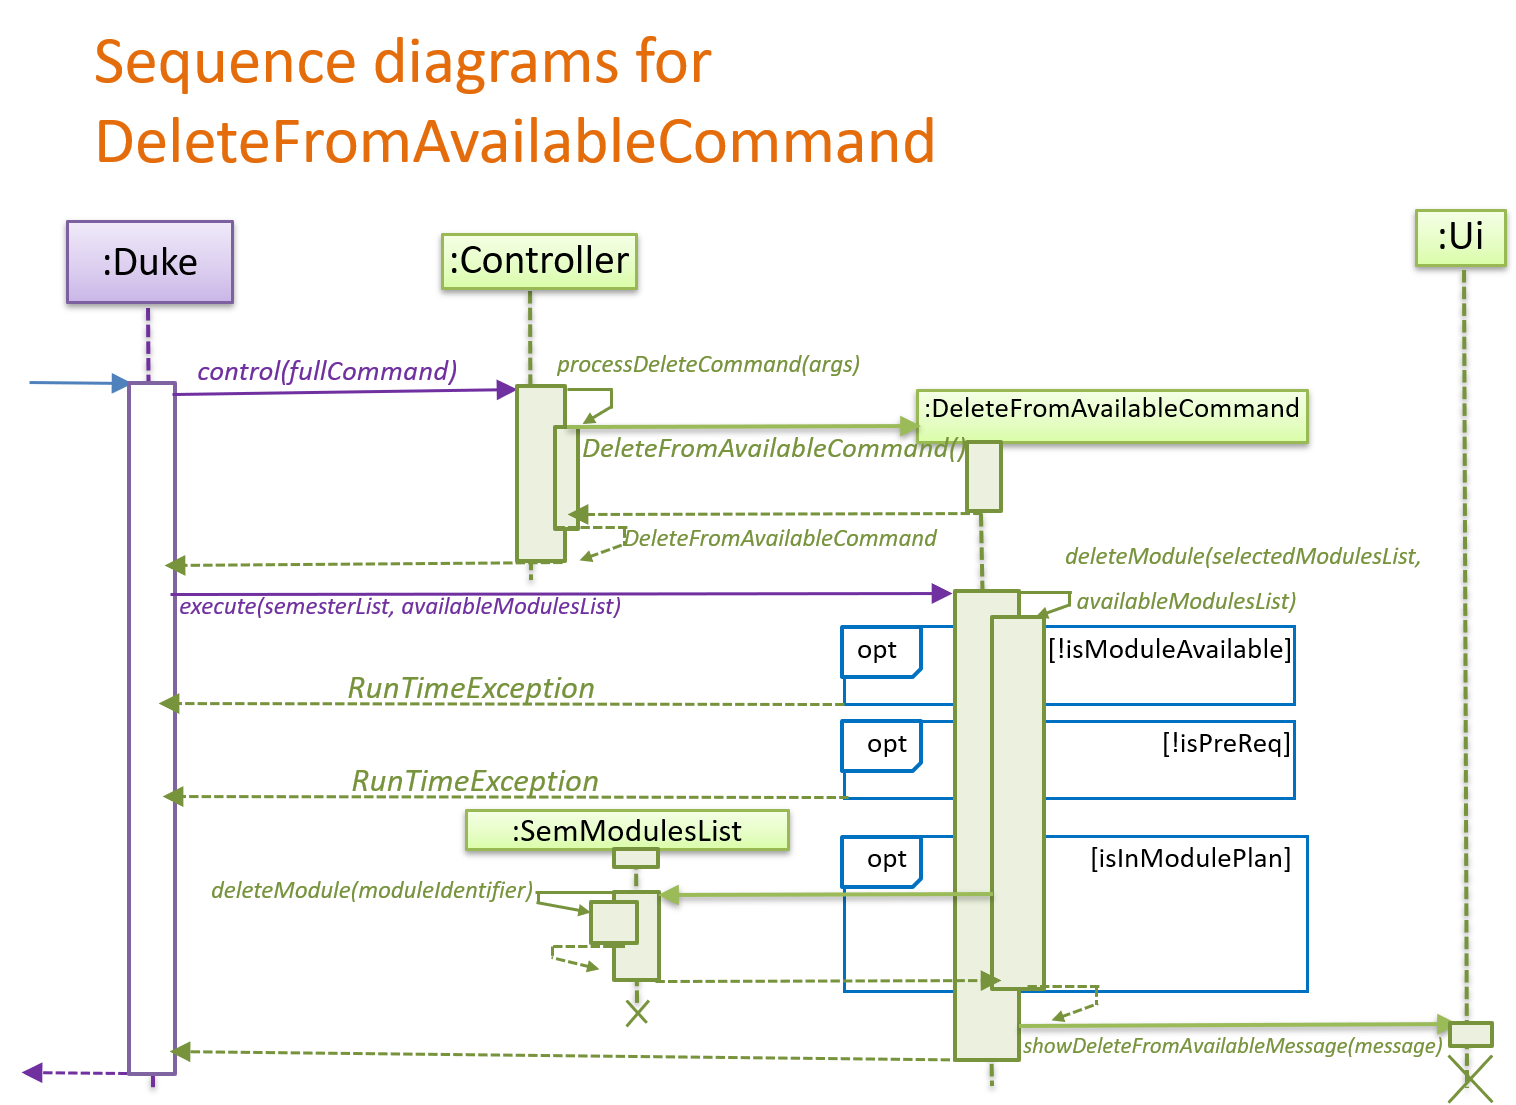 Sequence diagrams for
DeleteFromAvailableCommand
:Duke
:Controller
:Ui
control(fullCommand)
processDeleteCommand(args)
:DeleteFromAvailableCommand
DeleteFromAvailableCommand()
DeleteFromAvailableCommand
deleteModule(selectedModulesList,
availableModulesList)
execute(semesterList, availableModulesList)
opt
[!isModuleAvailable]
RunTimeException
opt
[!isPreReq]
RunTimeException
:SemModulesList
opt
[isInModulePlan]
deleteModule(moduleIdentifier)
showDeleteFromAvailableMessage(message)